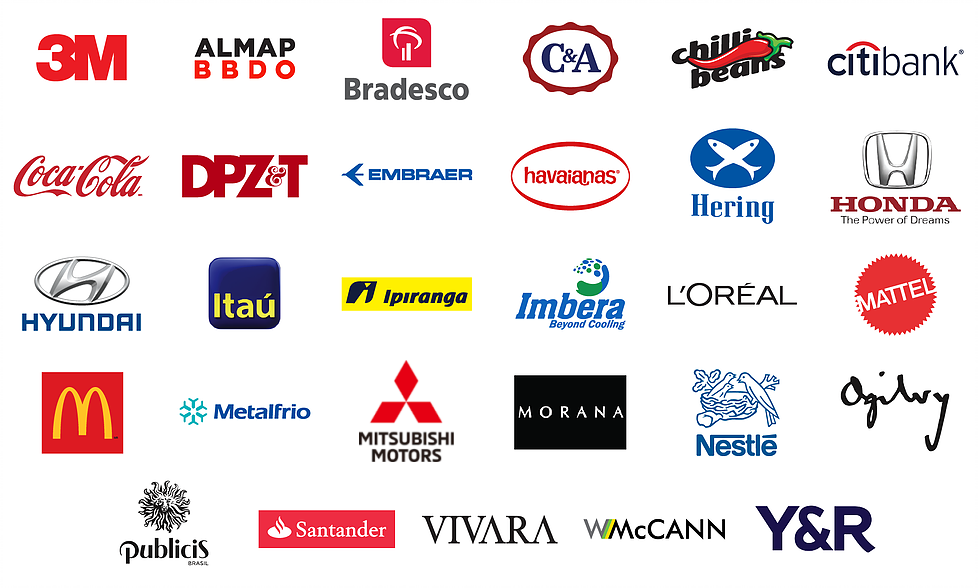 3M
ALMAP
BBDO
Bradesco
C&A
chilli
beans
citibank®
Coca-Cola
DPZ&T
EMBRAER
havaianas®
Hering
HONDA
The Power of Dreams
HYUNDAI
Itaú
Ipiranga
Imbera
Beyond Cooling
L'ORÉAL
MATTEL
M
Metalfrio
MITSUBISHI
MOTORS
MORANA
Nestlé
Ogilvy
publicis
BRASIL
Santander
VIVARA
WMcCANN
Y&R